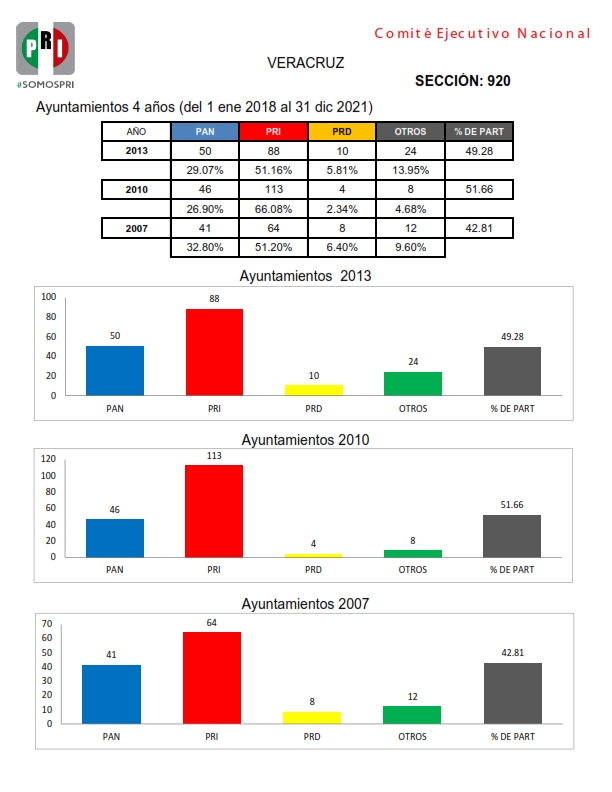 PRI
#SOMOSPRI
Comité Ejecutivo Nacional
VERACRUZ
SECCIÓN: 920
Ayuntamientos 4 años (del 1 ene 2018 al 31 dic 2021)
AÑO PAN PRI PRD OTROS % DE PART
2013 50 88 10 24 49.28
29.07% 51.16% 5.81% 13.95%
2010 46 113 4 8 51.66
26.90% 66.08% 2.34% 4.68%
2007 41 64 8 12 42.81
32.80% 51.20% 6.40% 9.60%
Ayuntamientos 2013
100
80
60
40
20
0
50
88
10
24
49.28
PAN PRI PRD OTROS % DE PART
Ayuntamientos 2010
120
100
80
60
40
20
0
46
113
4
8
51.66
PAN PRI PRD OTROS % DE PART
Ayuntamientos 2007
70
60
50
40
30
20
10
0
41
64
8
12
42.81
PAN PRI PRD OTROS % DE PART